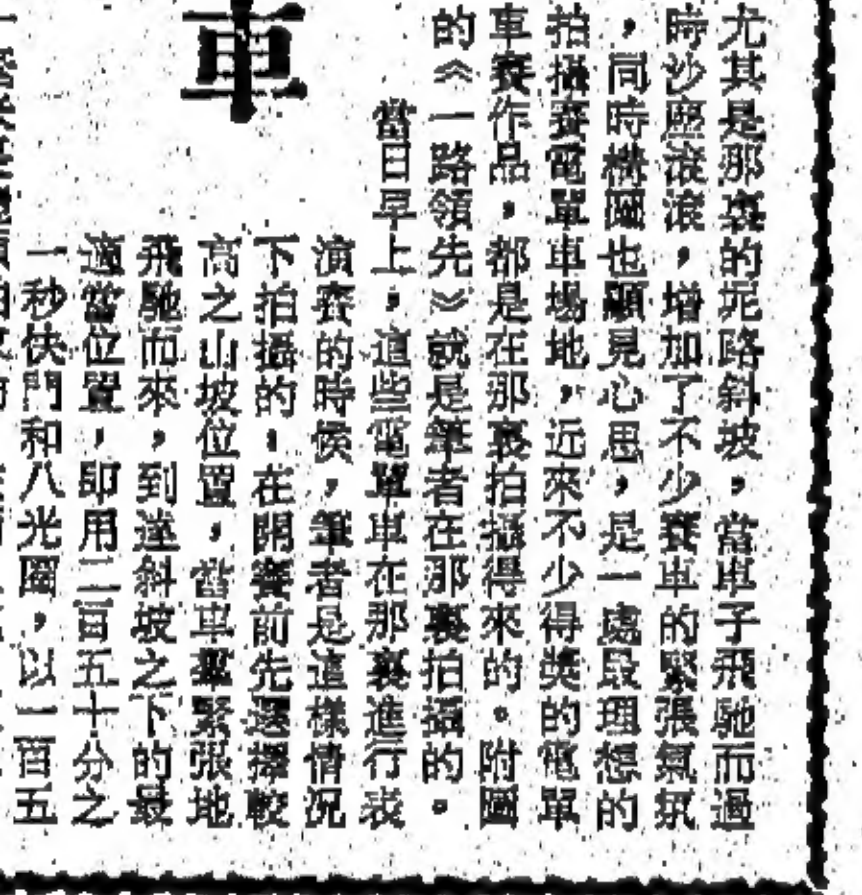 車
尤其是那裏的坭路斜坡，當車子飛馳而過
時沙塵滾滾，增加了不少賽車的緊張氣氛
，同時構圖也顯見心思，是一處最理想的
拍攝賽電單車場地，近來不少得獎的電單
車賽作品，都是在那裏拍攝得來的。附圖
的《一路領先》就是筆者在那裏拍攝的。
當日早上，這些電單車在那裏進行表
演賽的時候，筆者是這樣情況
下拍攝的，在開賽前先選擇較
高之山坡位置，當車羣緊張地
飛馳而來，到達斜坡之下的最
適當位置，即用二百五十分之
一秒快門和八光圈，以一百五